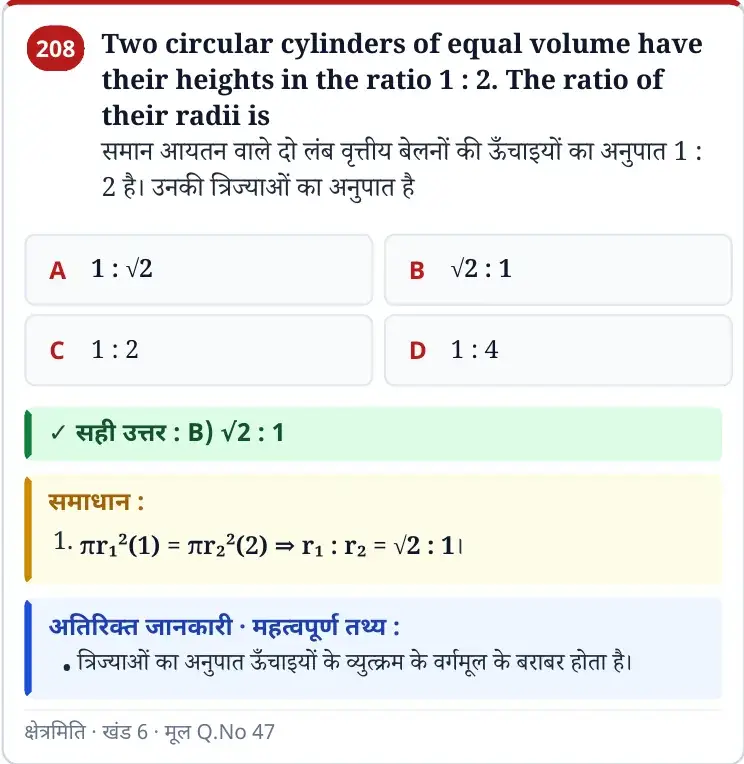 208
Two circular cylinders of equal volume have
their heights in the ratio 1 : 2. The ratio of
their radii is
समान आयतन वाले दो लंब वृत्तीय बेलनों की ऊँचाइयों का अनुपात 1 :
2 है। उनकी त्रिज्याओं का अनुपात है
A 1 : √2
B √2 : 1
C 1 : 2
D 1 : 4
✓ सही उत्तर : B) √2 : 1
समाधान :
1. πr₁²(1) = πr₂²(2) ⇒ r₁ : r₂ = √2 : 1।
अतिरिक्त जानकारी · महत्वपूर्ण तथ्य :
• त्रिज्याओं का अनुपात ऊँचाइयों के व्युत्क्रम के वर्गमूल के बराबर होता है।
क्षेत्रमिति · खंड 6 · मूल Q.No 47